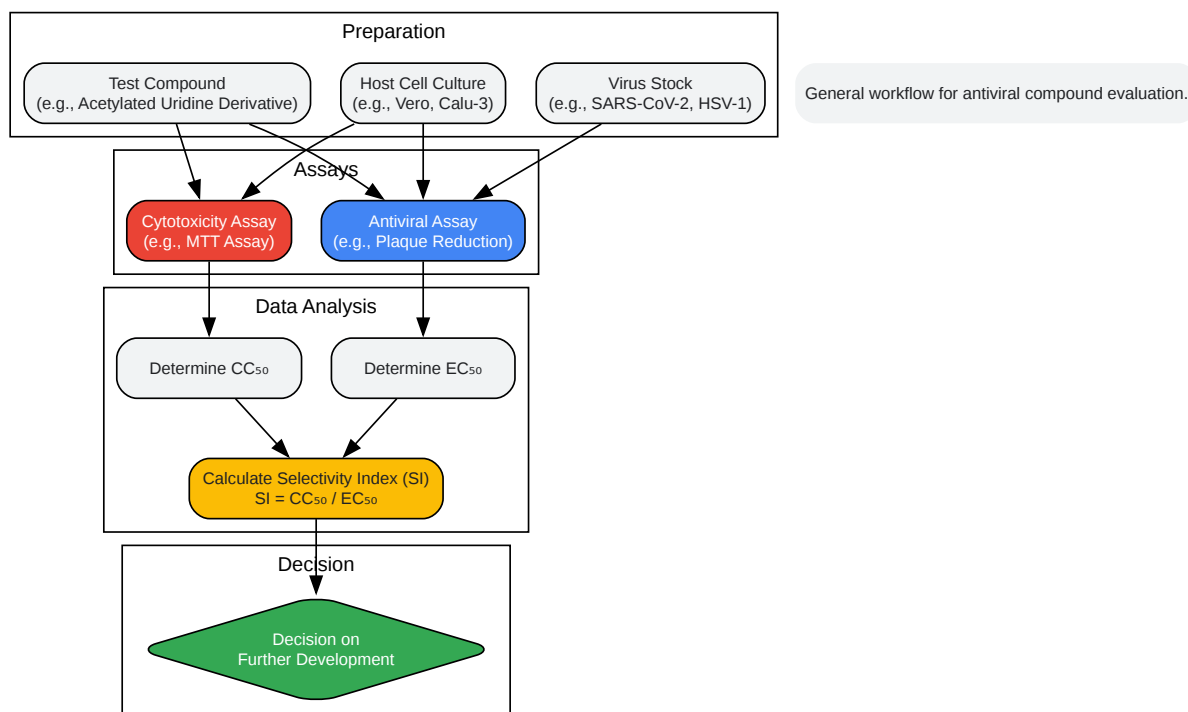 Preparation
Test Compound
(e.g., Acetylated Uridine Derivative)
Host Cell Culture
(e.g., Vero, Calu-3)
Virus Stock
(e.g., SARS-CoV-2, HSV-1)
General workflow for antiviral compound evaluation.
Assays
Cytotoxicity Assay
(e.g., MTT Assay)
Antiviral Assay
(e.g., Plaque Reduction)
Data Analysis
Determine CC₅₀
Determine EC₅₀
Calculate Selectivity Index (SI)
SI = CC₅₀ / EC₅₀
Decision
Decision on
Further Development